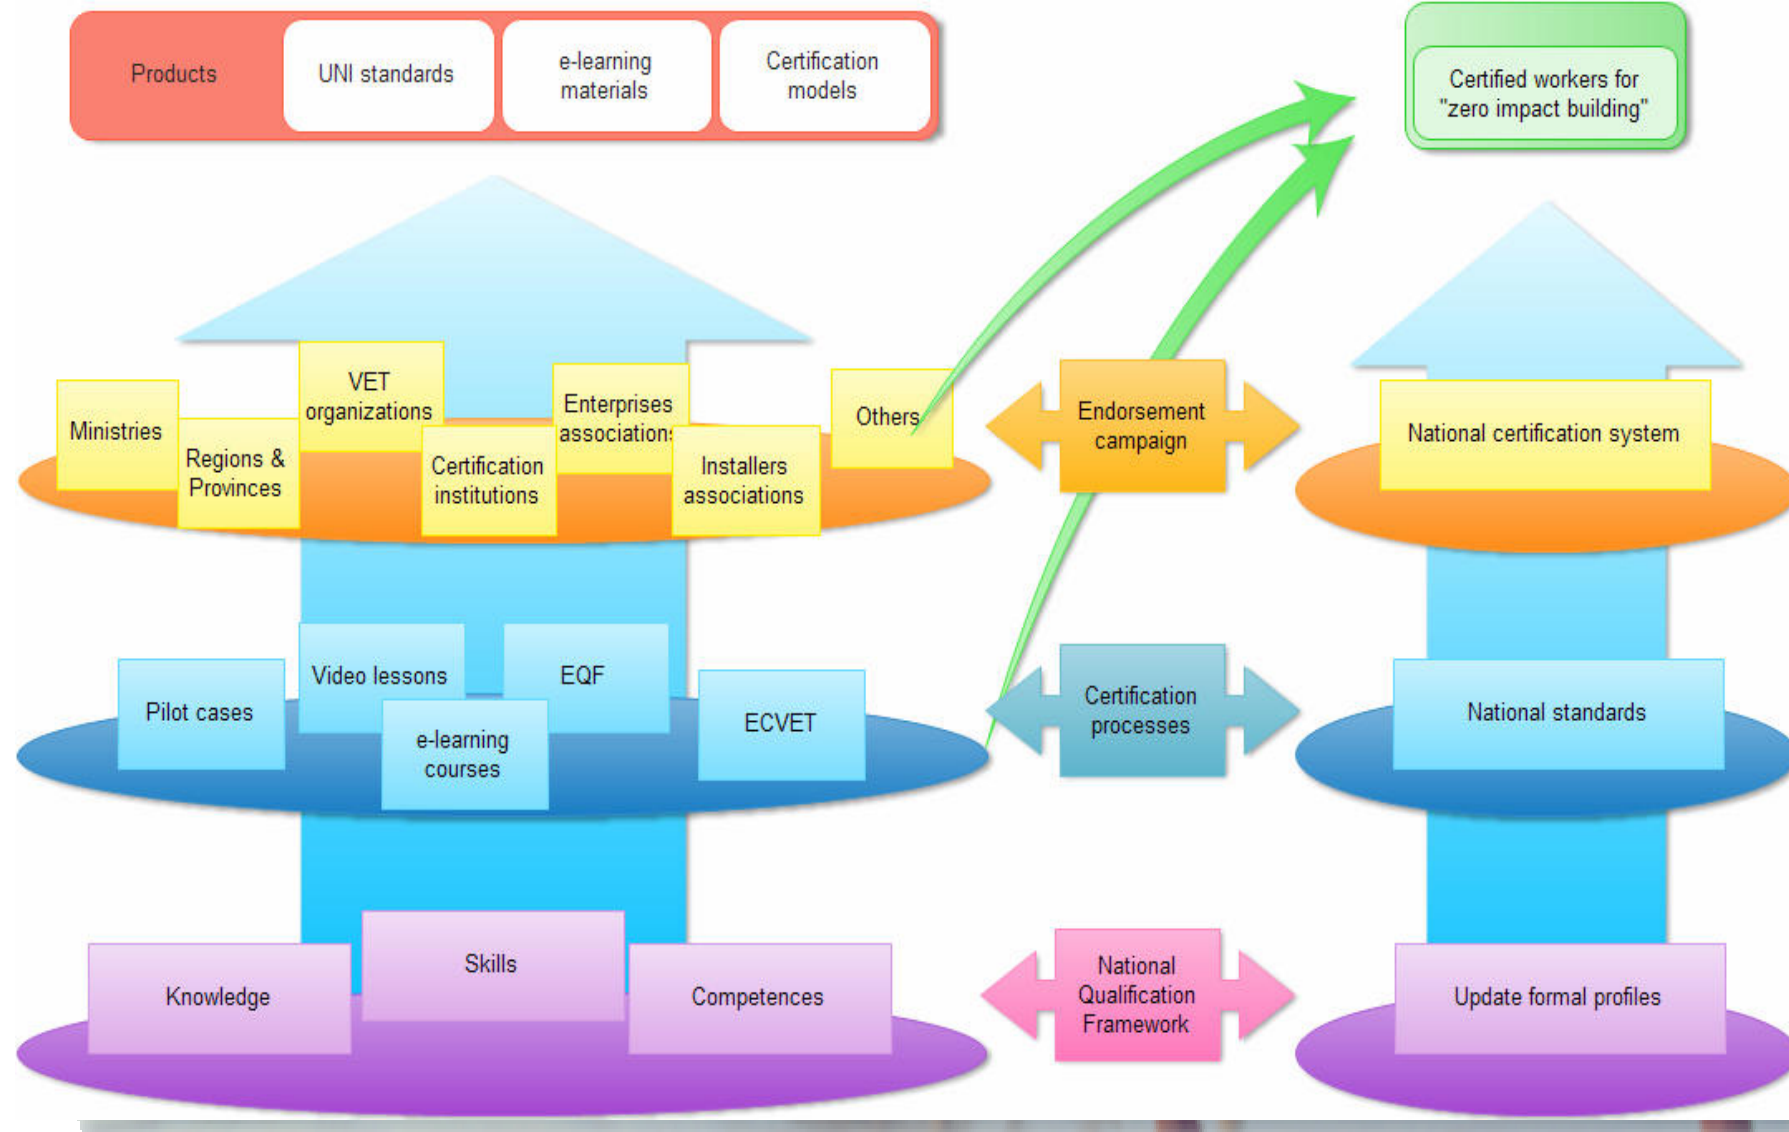 Products
UNI standards
e-learning
materials
Certification
models
Certified workers for
"zero impact building"
Ministries
Regions &
Provinces
VET
organizations
Certification
institutions
Enterprises
associations
Installers
associations
Others
Endorsement
campaign
National certification system
Pilot cases
Video lessons
e-learning
courses
EQF
ECVET
Certification
processes
National standards
Knowledge
Skills
Competences
National
Qualification
Framework
Update formal profiles